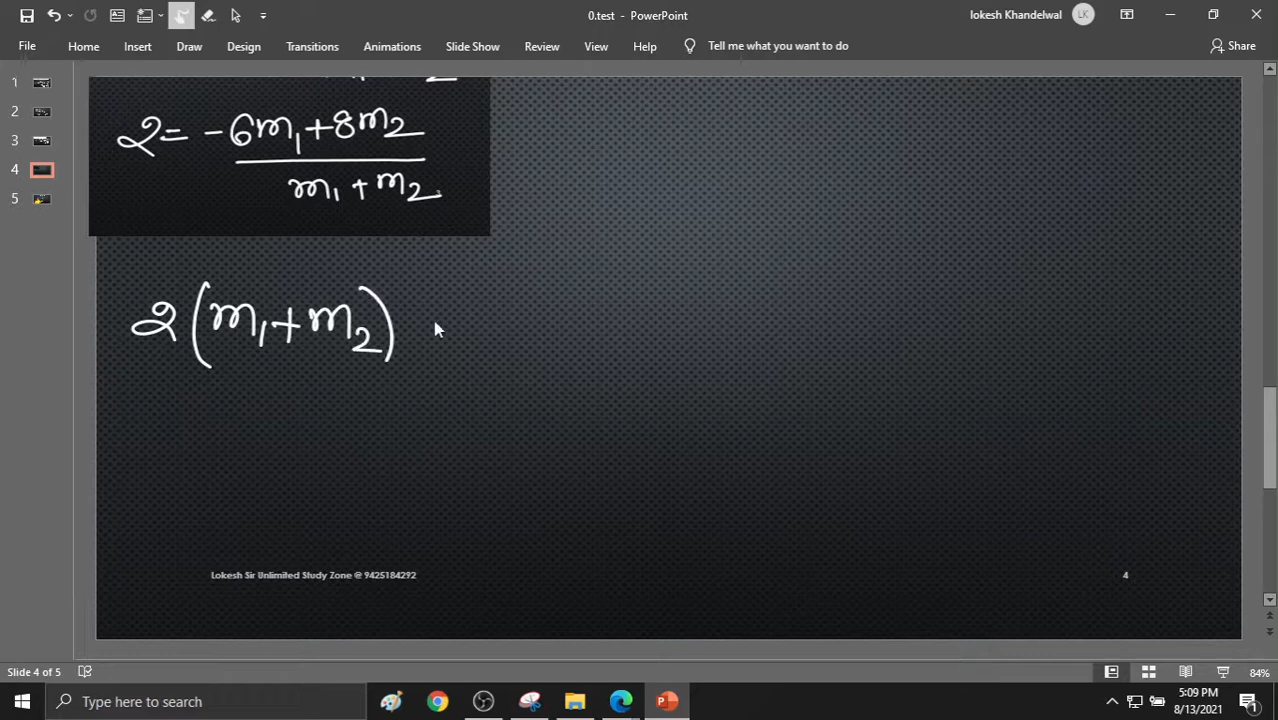 0.test - PowerPoint
lokesh Khandelwal
LK
File Home Insert Draw Design Transitions Animations Slide Show Review View Help Tell me what you want to do Share
1
2
3
4
5
2 = -6m₁+8m₂
m₁+m₂
2(m₁+m₂)
Lokesh Sir Unlimited Study Zone @ 9425184292
4
Slide 4 of 5
84%
Type here to search
5:09 PM
8/13/2021
1